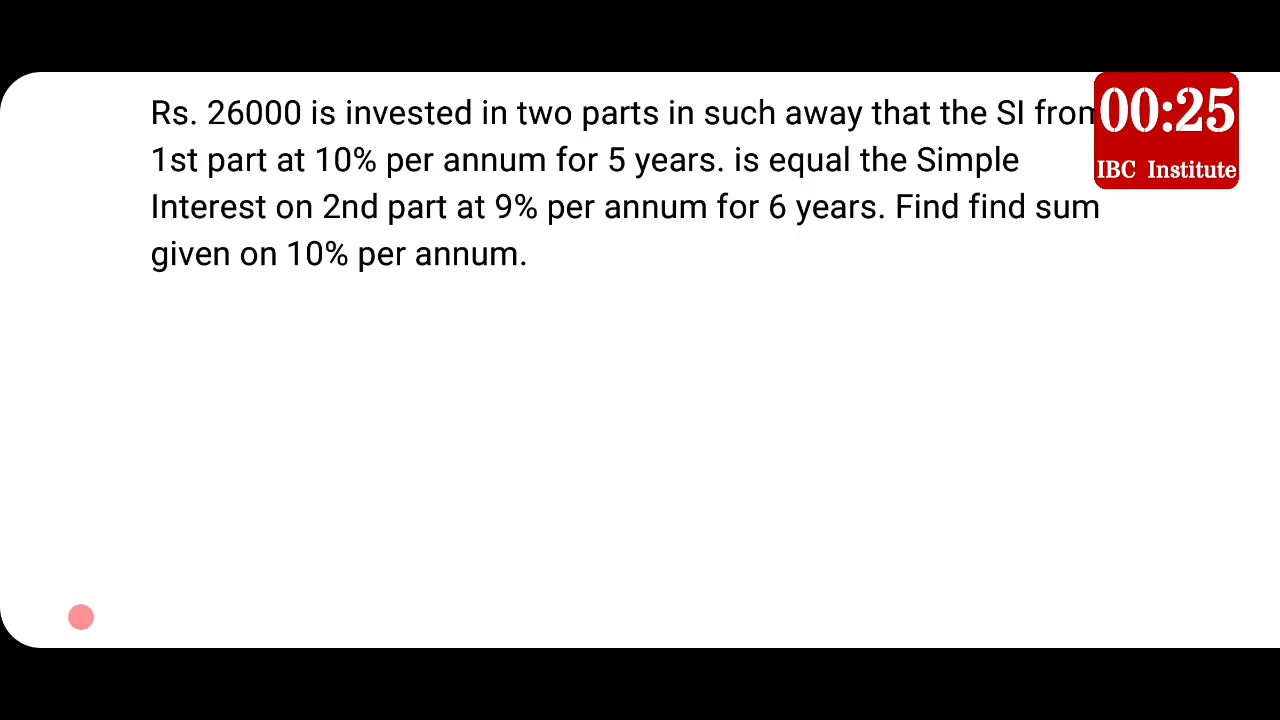 Rs. 26000 is invested in two parts in such away that the SI from
1st part at 10% per annum for 5 years. is equal the Simple
Interest on 2nd part at 9% per annum for 6 years. Find find sum
given on 10% per annum.
00:25
IBC Institute